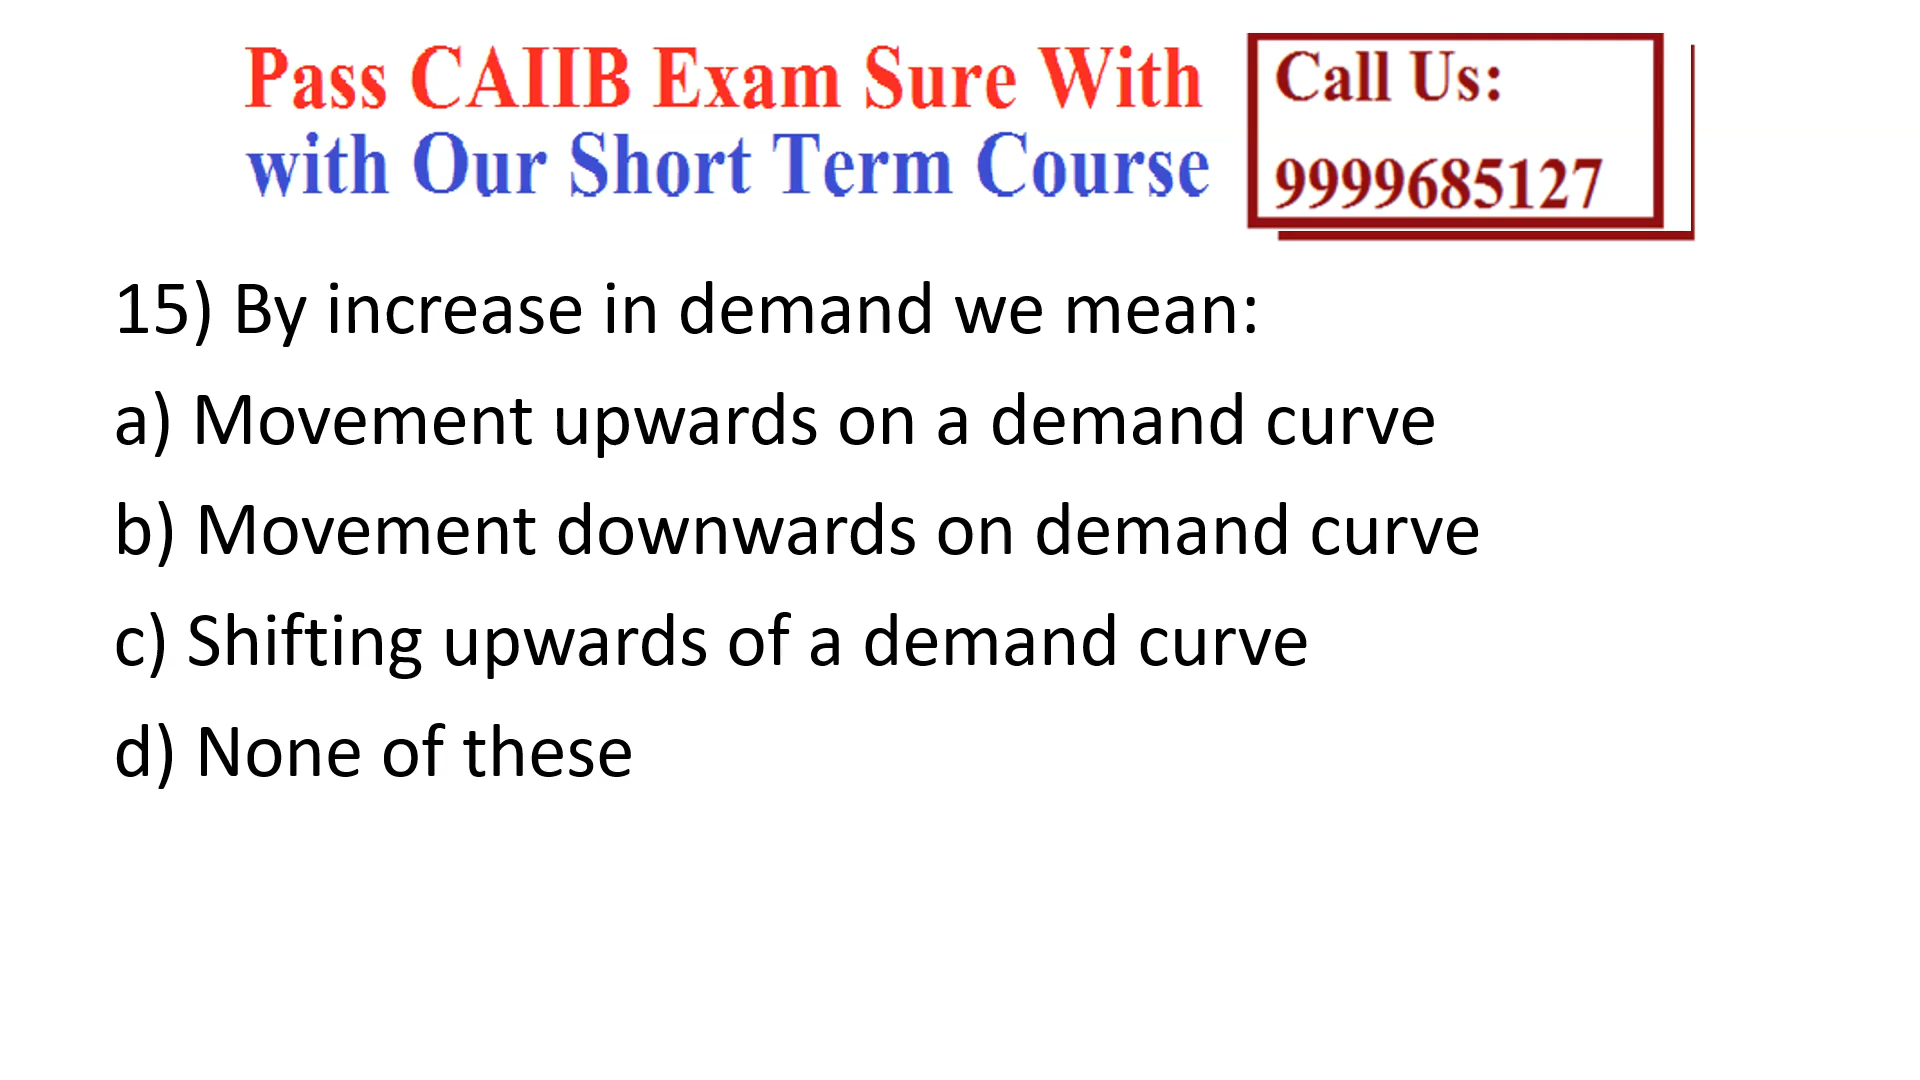 Pass CAIIB Exam Sure With
with Our Short Term Course
Call Us:
9999685127
15) By increase in demand we mean:
a) Movement upwards on a demand curve
b) Movement downwards on demand curve
c) Shifting upwards of a demand curve
d) None of these